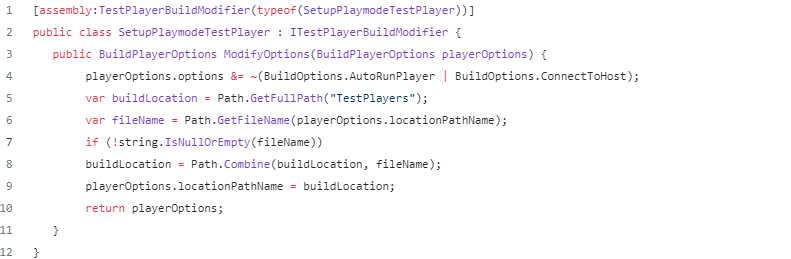 1 [assembly:TestPlayerBuildModifier(typeof(SetupPlaymodeTestPlayer))]
2 public class SetupPlaymodeTestPlayer : ITestPlayerBuildModifier {
3 public BuildPlayerOptions ModifyOptions(BuildPlayerOptions playerOptions) {
4 playerOptions.options &= ~(BuildOptions.AutoRunPlayer | BuildOptions.ConnectToHost);
5 var buildLocation = Path.GetFullPath("TestPlayers");
6 var fileName = Path.GetFileName(playerOptions.locationPathName);
7 if (!string.IsNullOrEmpty(fileName))
8 buildLocation = Path.Combine(buildLocation, fileName);
9 playerOptions.locationPathName = buildLocation;
10 return playerOptions;
11 }
12 }